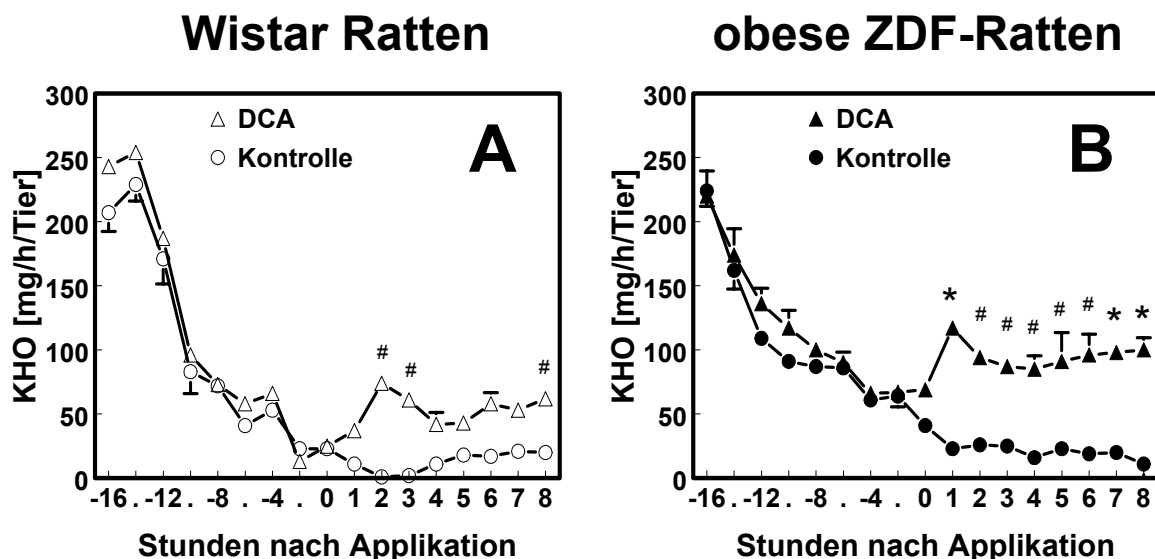 Wistar Ratten
obese ZDF-Ratten
KHO [mg/h/Tier]
300
250
200
150
100
50
0
△ DCA
○ Kontrolle
A
# # #
-16 . -12 . -8 . -4 . 0 1 2 3 4 5 6 7 8
Stunden nach Applikation
KHO [mg/h/Tier]
300
250
200
150
100
50
0
▲ DCA
● Kontrolle
B
* # # # # # * *
-16 . -12 . -8 . -4 . 0 1 2 3 4 5 6 7 8
Stunden nach Applikation